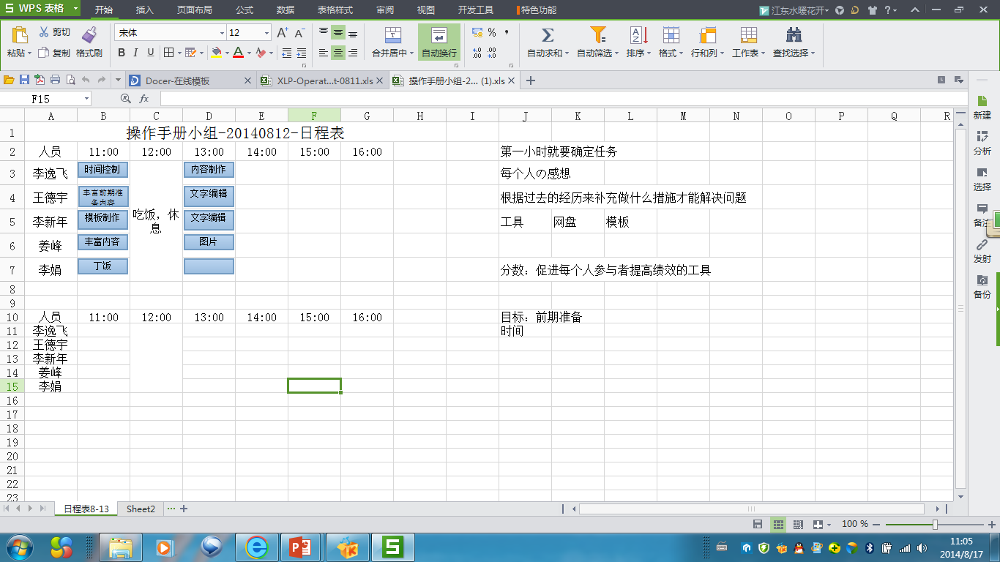 S WPS 表格
开始 插入 页面布局 公式 数据 表格样式 审阅 视图 开发工具 特色功能
江东水暖花开
粘贴 剪切 复制 格式刷
宋体 12
B I U A A
合并居中 自动换行
自动求和 自动筛选 排序 格式 行和列 工作表 查找选择
Docer-在线模板 XLP-Operat...t-0811.xls 操作手册小组-2... (1).xls
F15 fx
A B C D E F G H I J K L M N O P Q R
1 操作手册小组-20140812-日程表
2 人员 11:00 12:00 13:00 14:00 15:00 16:00 第一小时就要确定任务
3 李逸飞 时间控制 内容制作 每个人の感想
4 王德宇 丰富前期准备内容 文字编辑 根据过去的经历来补充做什么措施才能解决问题
5 李新年 模板制作 吃饭，休息 文字编辑 工具 网盘 模板
6 姜峰 丰富内容 图片
7 李娟 丁饭 分数：促进每个人参与者提高绩效的工具
8
9
10 人员 11:00 12:00 13:00 14:00 15:00 16:00 目标：前期准备
11 李逸飞 时间
12 王德宇
13 李新年
14 姜峰
15 李娟
16
17
18
19
20
21
22
23
新建
分析
选择
备注
发射
备份
日程表8-13 Sheet2 ...
100 %
11:05
2014/8/17